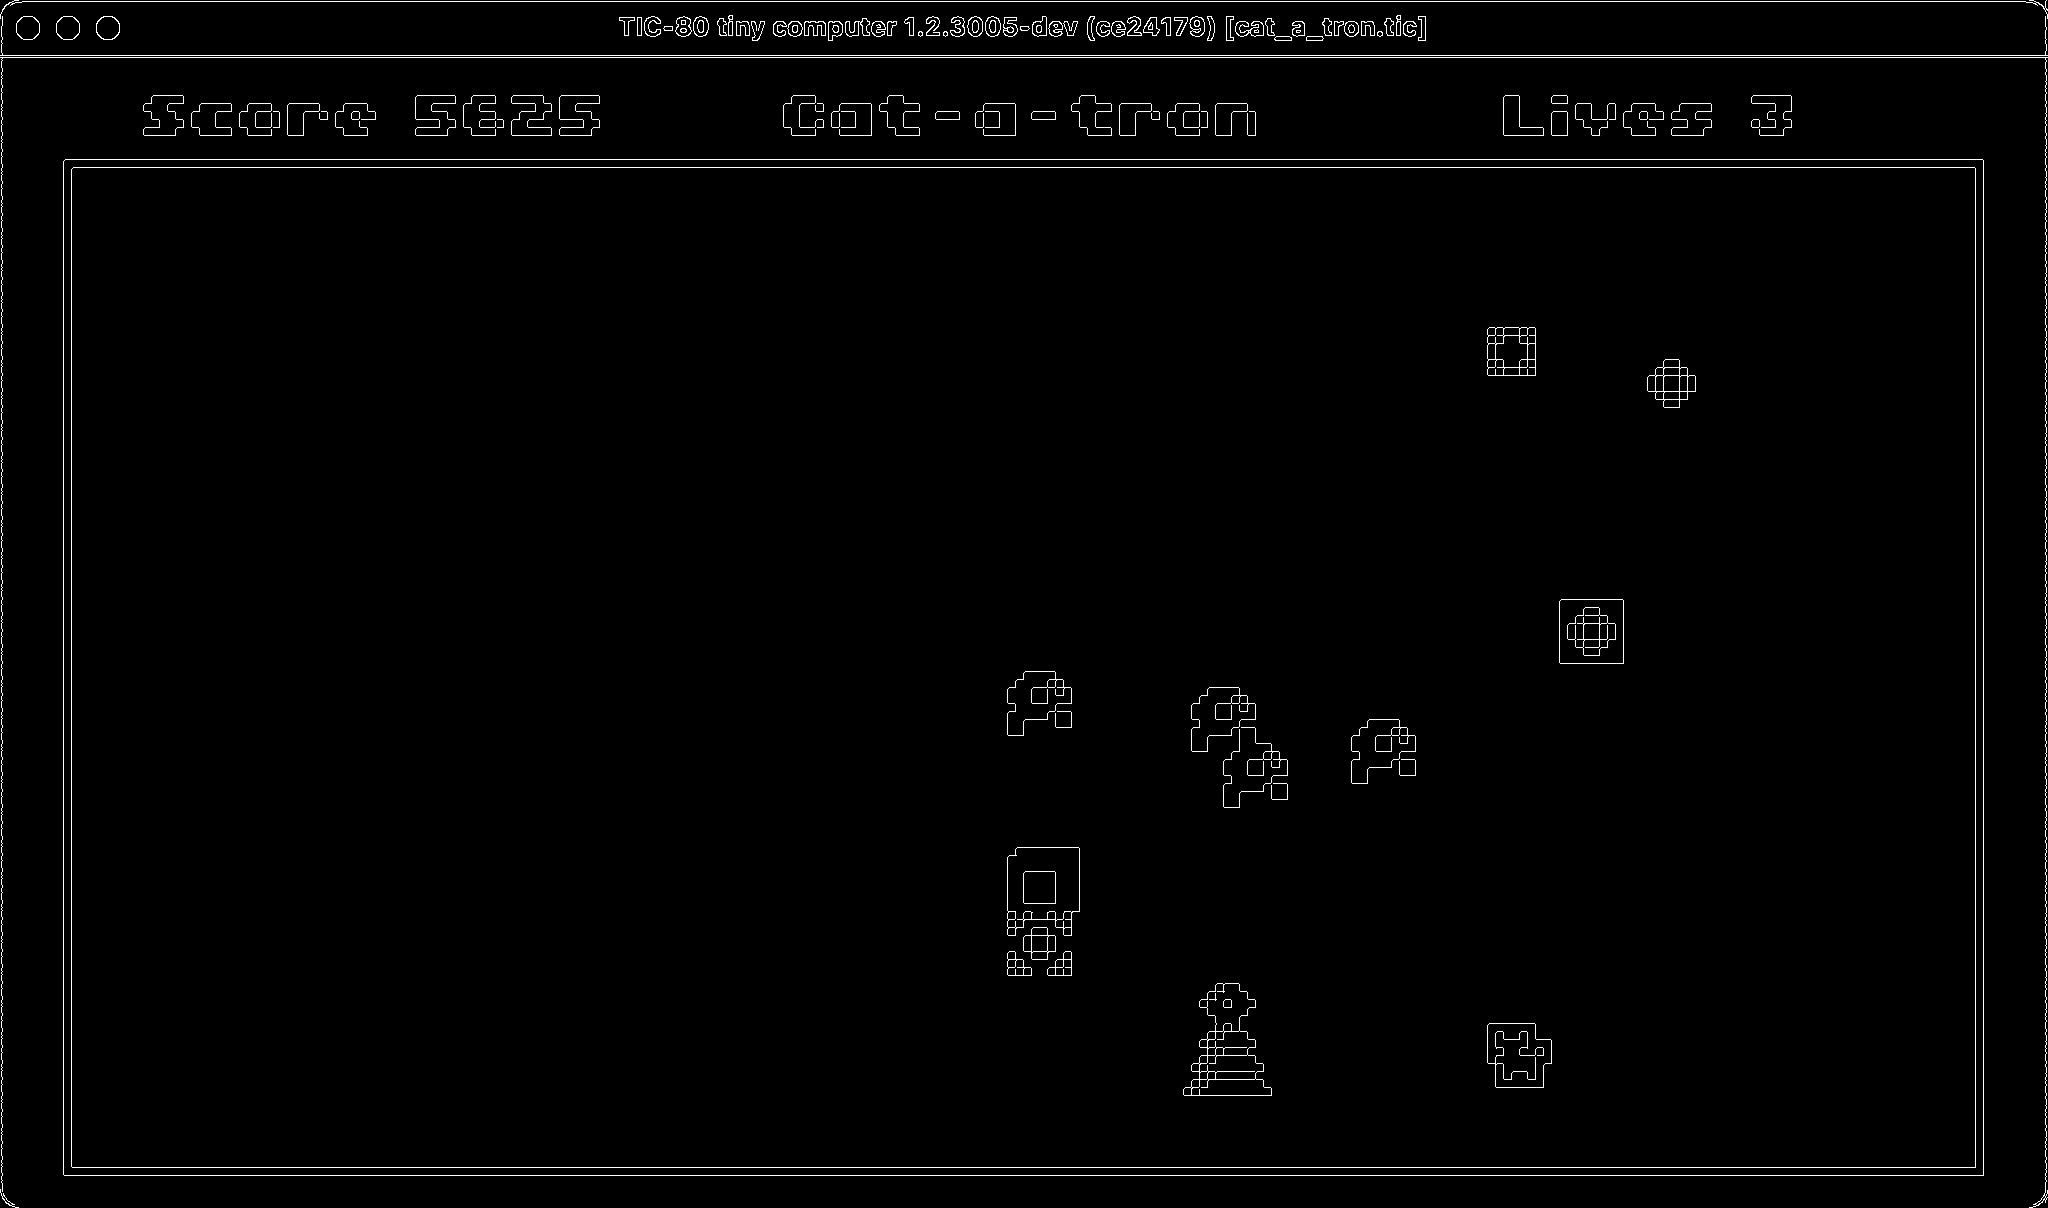 TIC-80 tiny computer 1.2.3005-dev (ce24179) [cat_a_tron.tic]
Score 5625 Cat-a-tron Lives 3